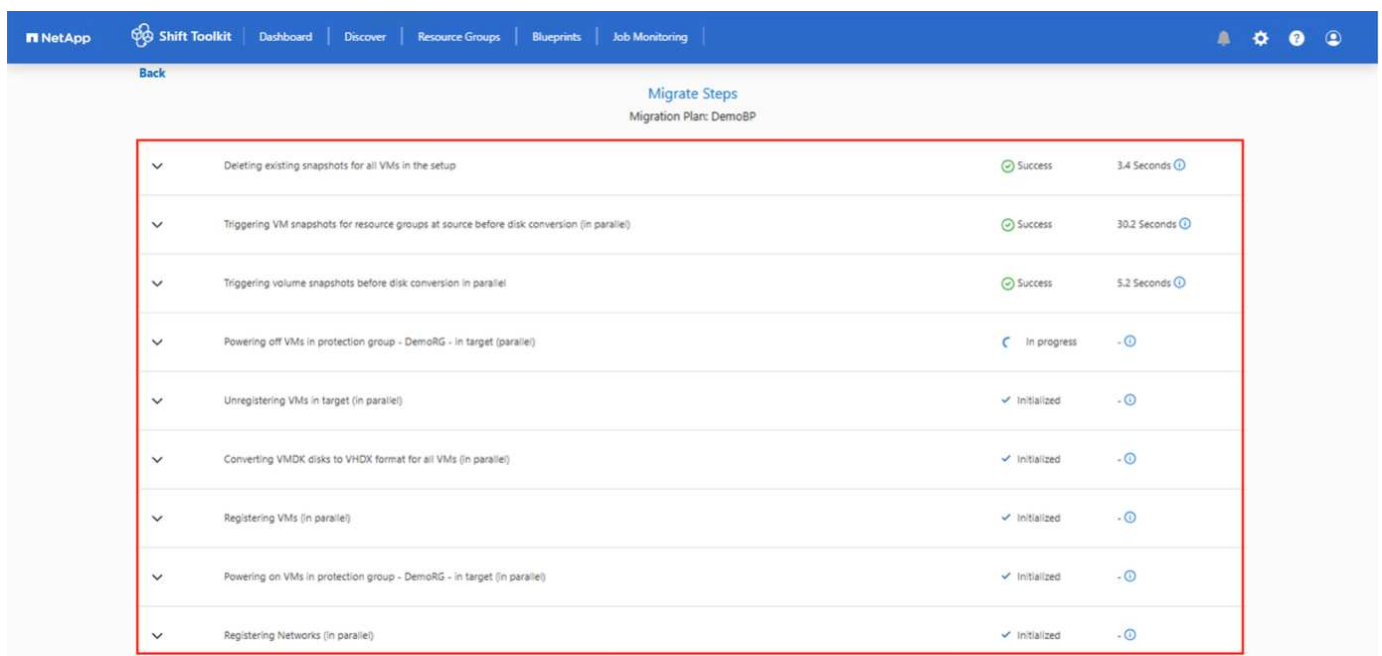 NetApp Shift Toolkit Dashboard Discover Resource Groups Blueprints Job Monitoring
Back
Migrate Steps
Migration Plan: DemoBP
Deleting existing snapshots for all VMs in the setup Success 3.4 Seconds
Triggering VM snapshots for resource groups at source before disk conversion (in parallel) Success 30.2 Seconds
Triggering volume snapshots before disk conversion in parallel Success 5.2 Seconds
Powering off VMs in protection group - DemoRG - in target (parallel) In progress -
Unregistering VMs in target (in parallel) Initialized -
Converting VMDK disks to VHDX format for all VMs (in parallel) Initialized -
Registering VMs (in parallel) Initialized -
Powering on VMs in protection group - DemoRG - in target (in parallel) Initialized -
Registering Networks (in parallel) Initialized -